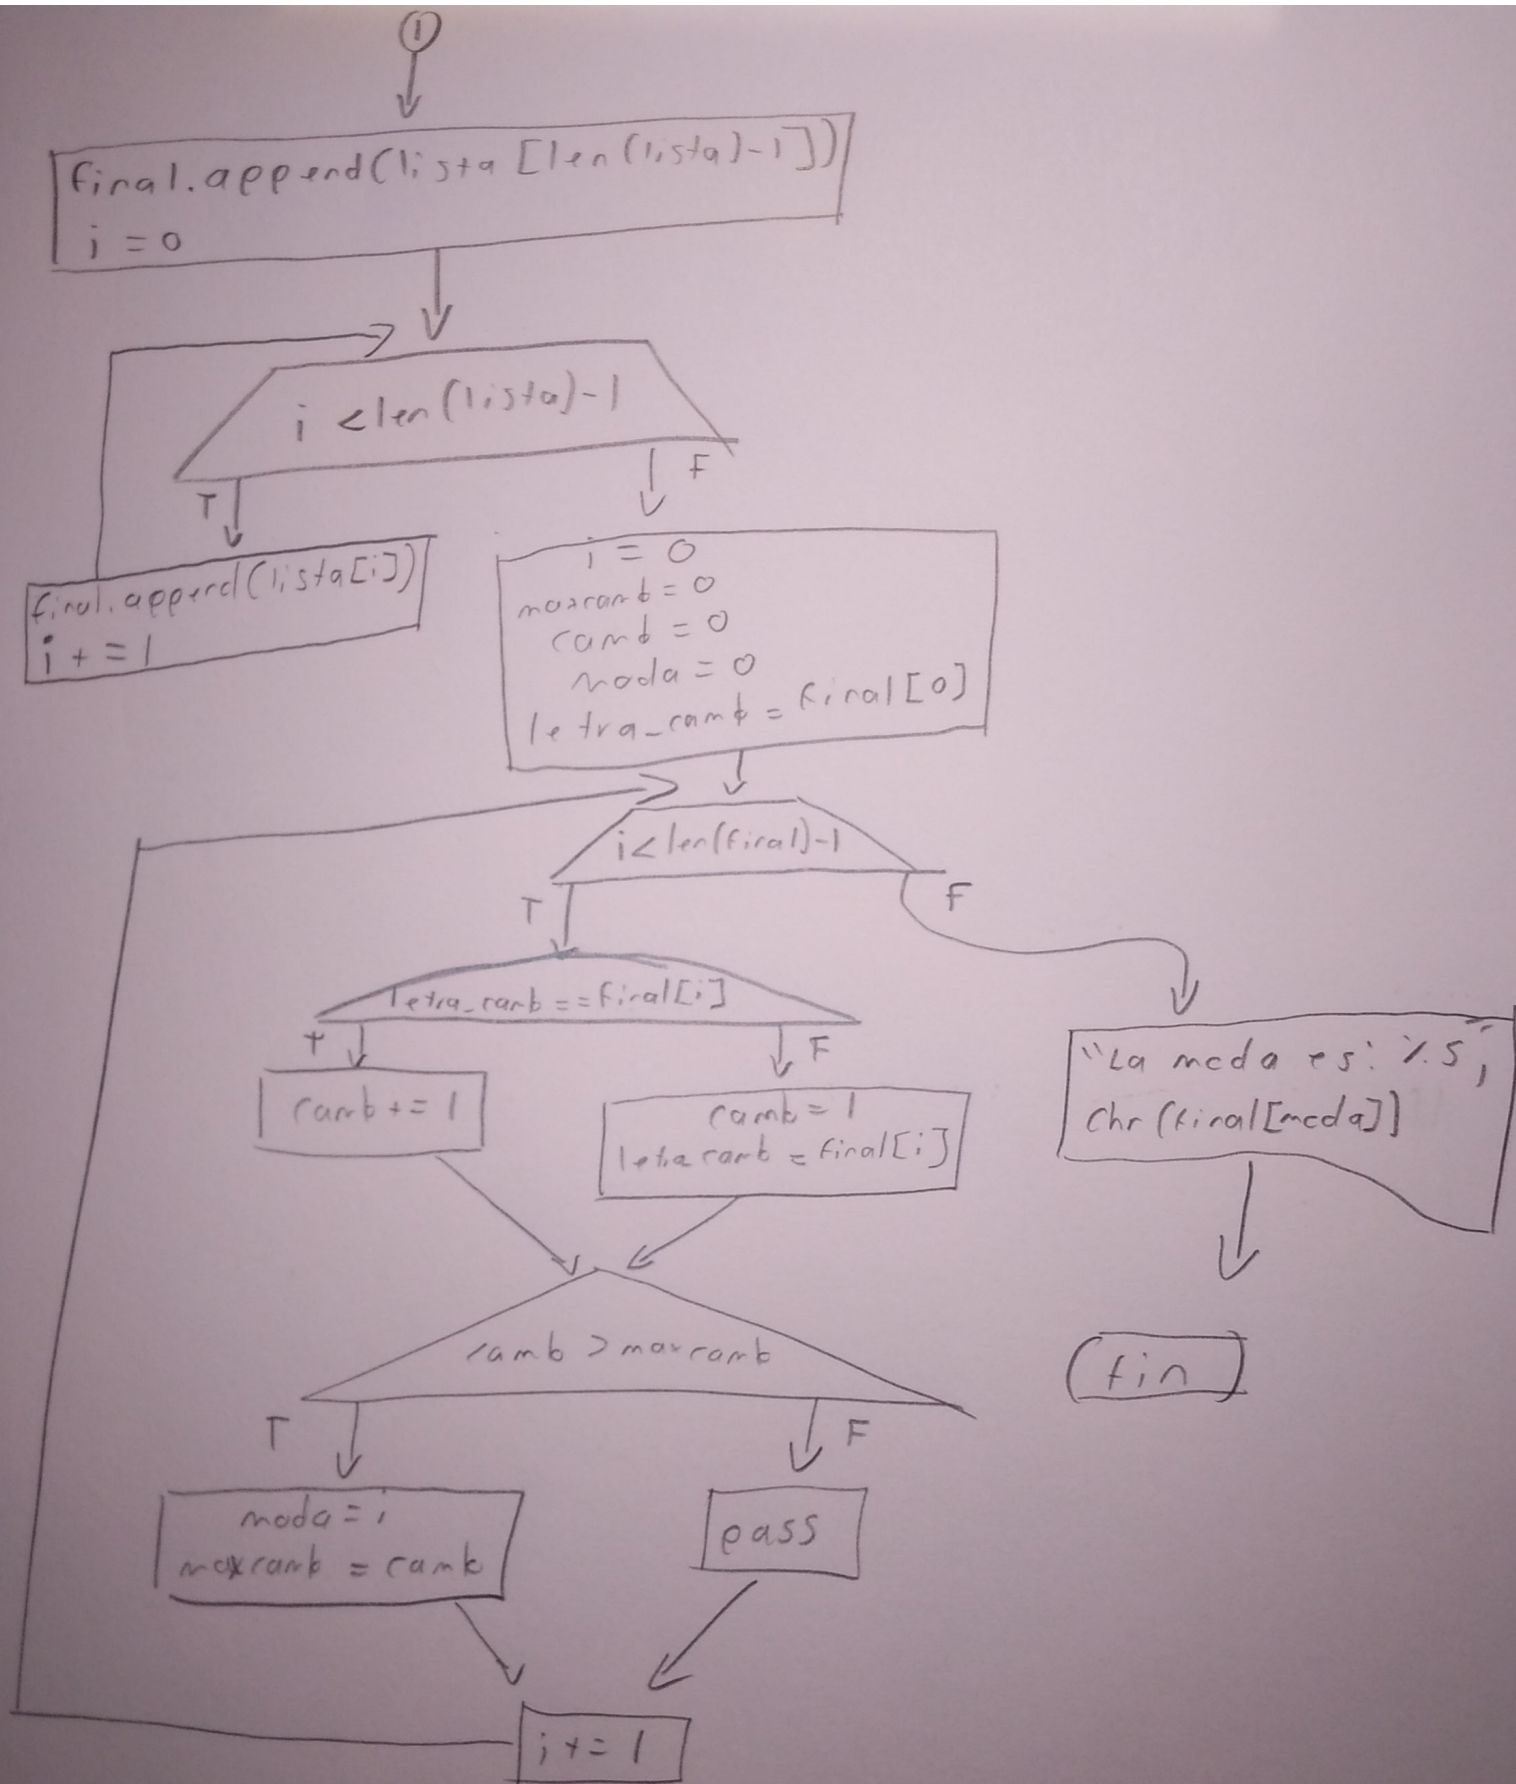 1
final.append(lista[len(lista)-1])
i = 0
i < len(lista)-1
T
F
final.append(lista[i])
i += 1
i = 0
maxcamb = 0
camb = 0
moda = 0
letra_camb = final[0]
i < len(final)-1
T
F
letra_camb == final[i]
T
F
camb += 1
camb = 1
letra camb = final[i]
"La moda es: %s",
chr(final[moda])
camb > maxcamb
fin
T
F
moda = i
maxcamb = camb
pass
i += 1